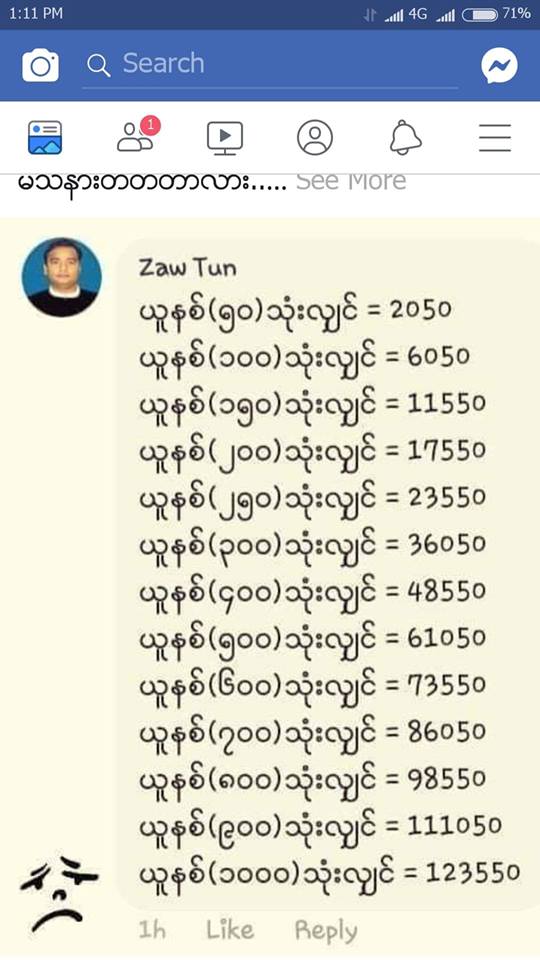 1:11 PM 4G 71%
Search
1
မသနားတတတာလား..... See More
Zaw Tun
ယူနစ်(၅၀)သုံးလျှင် = 2050
ယူနစ်(၁၀၀)သုံးလျှင် = 6050
ယူနစ်(၁၅၀)သုံးလျှင် = 11550
ယူနစ်(၂၀၀)သုံးလျှင် = 17550
ယူနစ်(၂၅၀)သုံးလျှင် = 23550
ယူနစ်(၃၀၀)သုံးလျှင် = 36050
ယူနစ်(၄၀၀)သုံးလျှင် = 48550
ယူနစ်(၅၀၀)သုံးလျှင် = 61050
ယူနစ်(၆၀၀)သုံးလျှင် = 73550
ယူနစ်(၇၀၀)သုံးလျှင် = 86050
ယူနစ်(၈၀၀)သုံးလျှင် = 98550
ယူနစ်(၉၀၀)သုံးလျှင် = 111050
ယူနစ်(၁၀၀၀)သုံးလျှင် = 123550
1h Like Reply